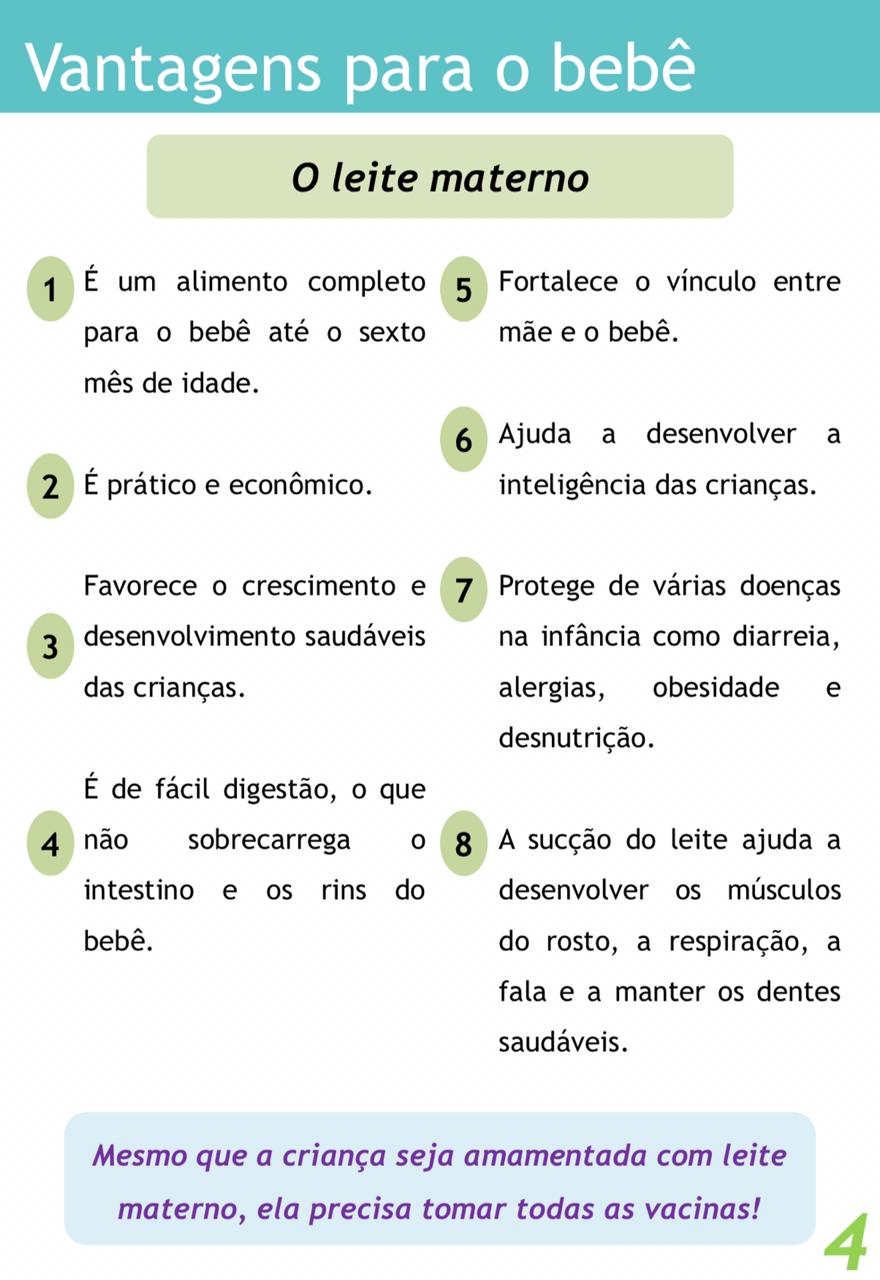 Vantagens para o bebê
O leite materno
1
É um alimento completo
para o bebê até o sexto
mês de idade.
2
É prático e econômico.
3
Favorece o crescimento e
desenvolvimento saudáveis
das crianças.
4
É de fácil digestão, o que
não sobrecarrega o
intestino e os rins do
bebê.
5
Fortalece o vínculo entre
mãe e o bebê.
6
Ajuda a desenvolver a
inteligência das crianças.
7
Protege de várias doenças
na infância como diarreia,
alergias, obesidade e
desnutrição.
8
A sucção do leite ajuda a
desenvolver os músculos
do rosto, a respiração, a
fala e a manter os dentes
saudáveis.
Mesmo que a criança seja amamentada com leite
materno, ela precisa tomar todas as vacinas!
4